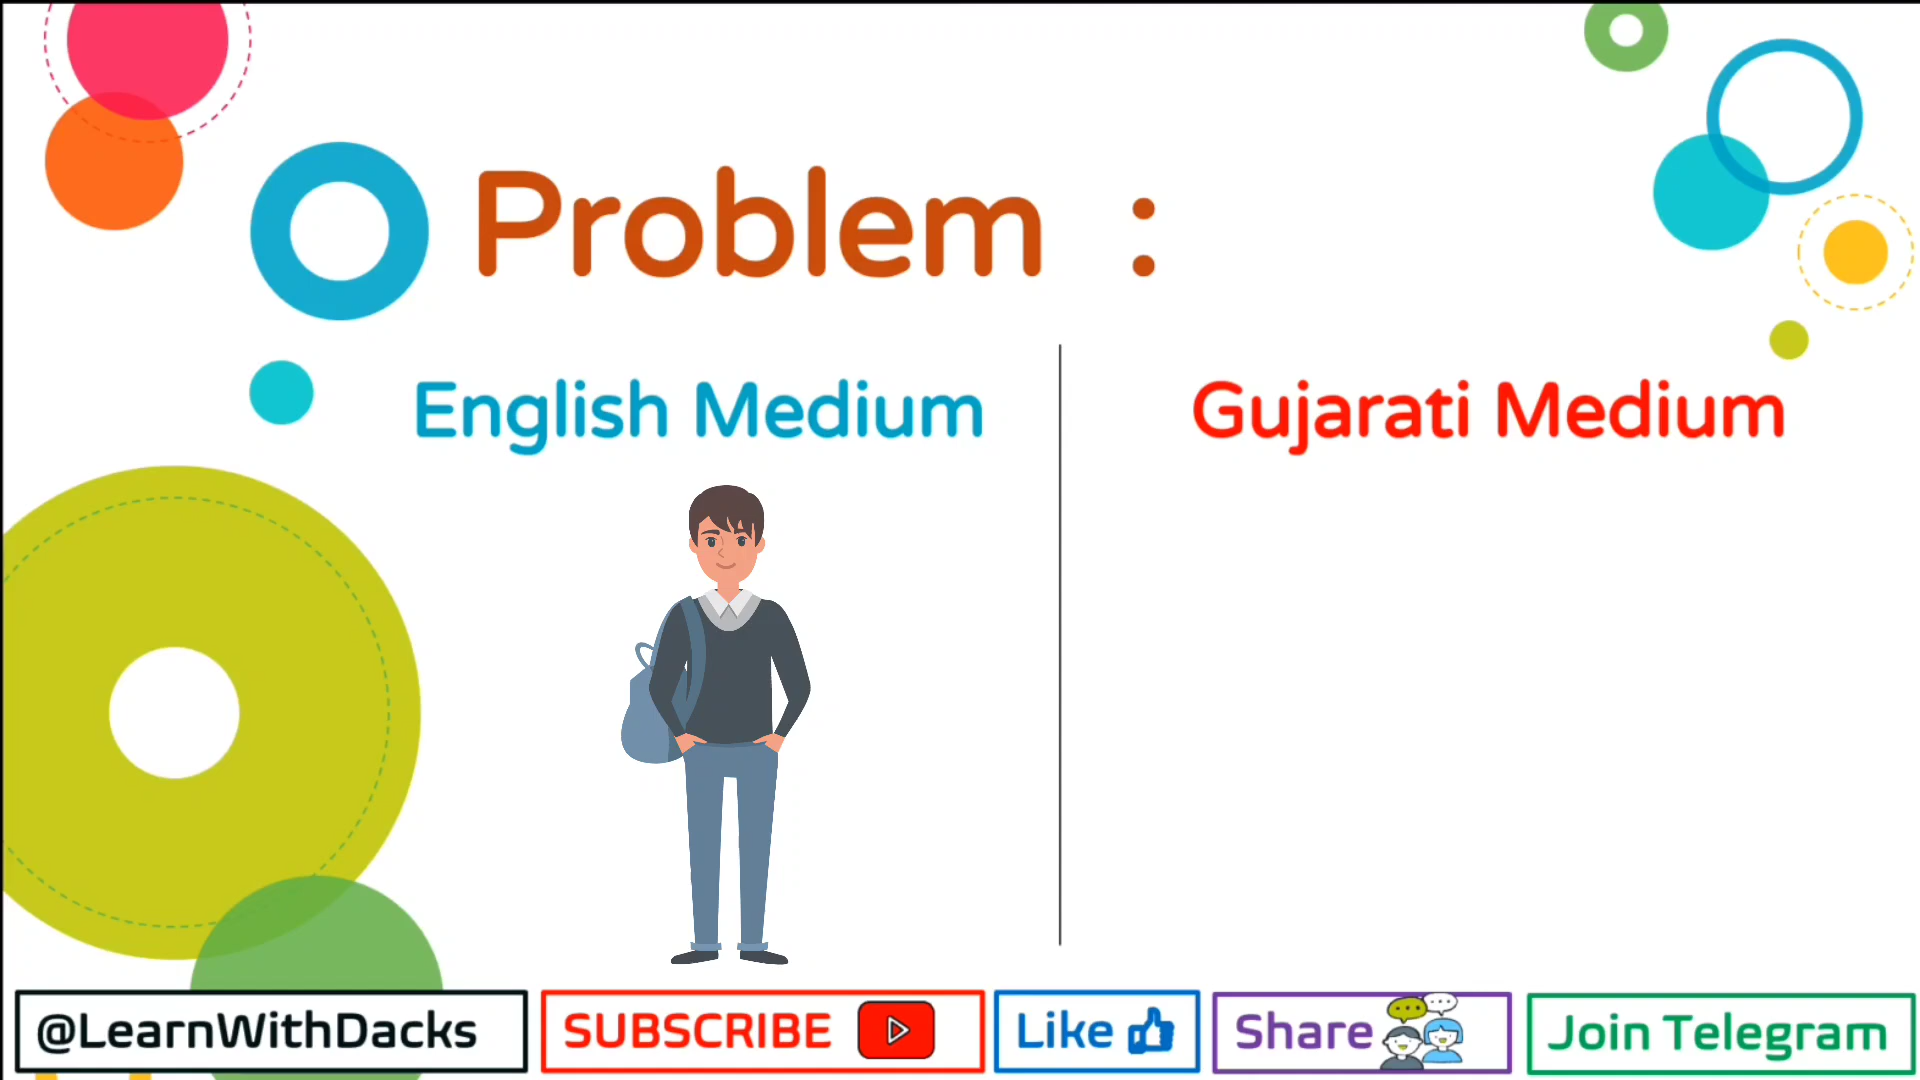 Problem :
English Medium
Gujarati Medium
@LearnWithDacks
SUBSCRIBE
Like
Share
Join Telegram